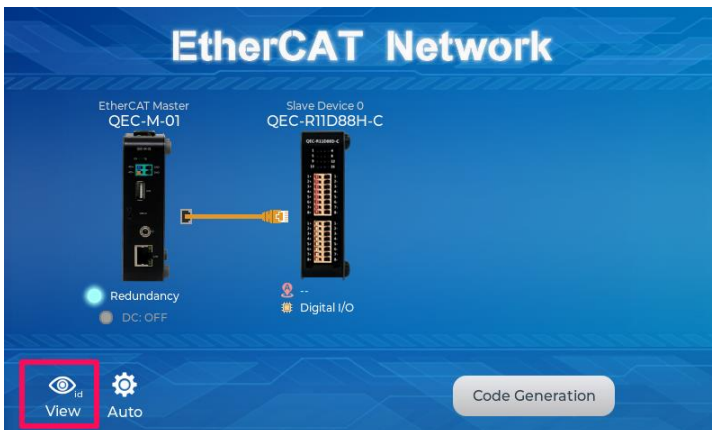 EtherCAT Network
EtherCAT Master
QEC-M-01
Slave Device 0
QEC-R11D88H-C
Redundancy
DC: OFF
--
Digital I/O
id
View
Auto
Code Generation